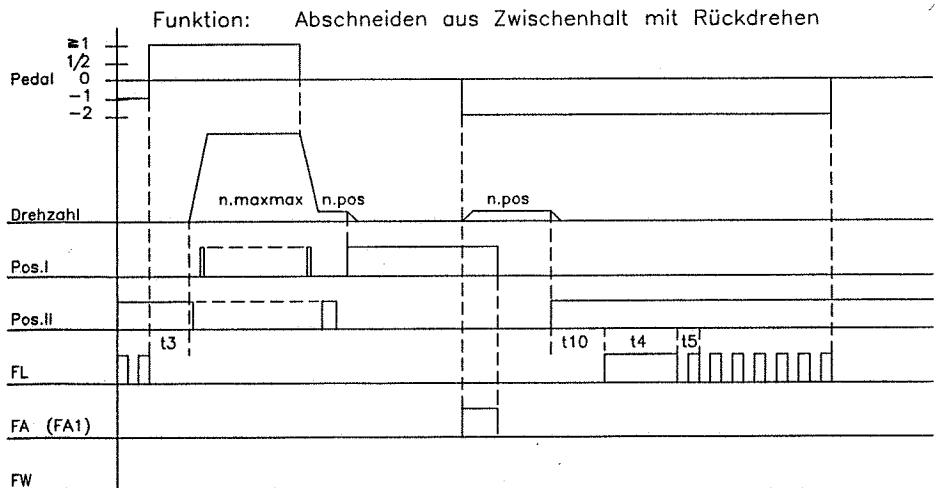 Funktion: Abschneiden aus Zwischenhalt mit Rückdrehen
≥1
1/2
Pedal 0
−1
−2
n.maxmax n.pos n.pos
Drehzahl
Pos.I
Pos.II
t3 t10 t4 t5
FL
FA (FA1)
FW